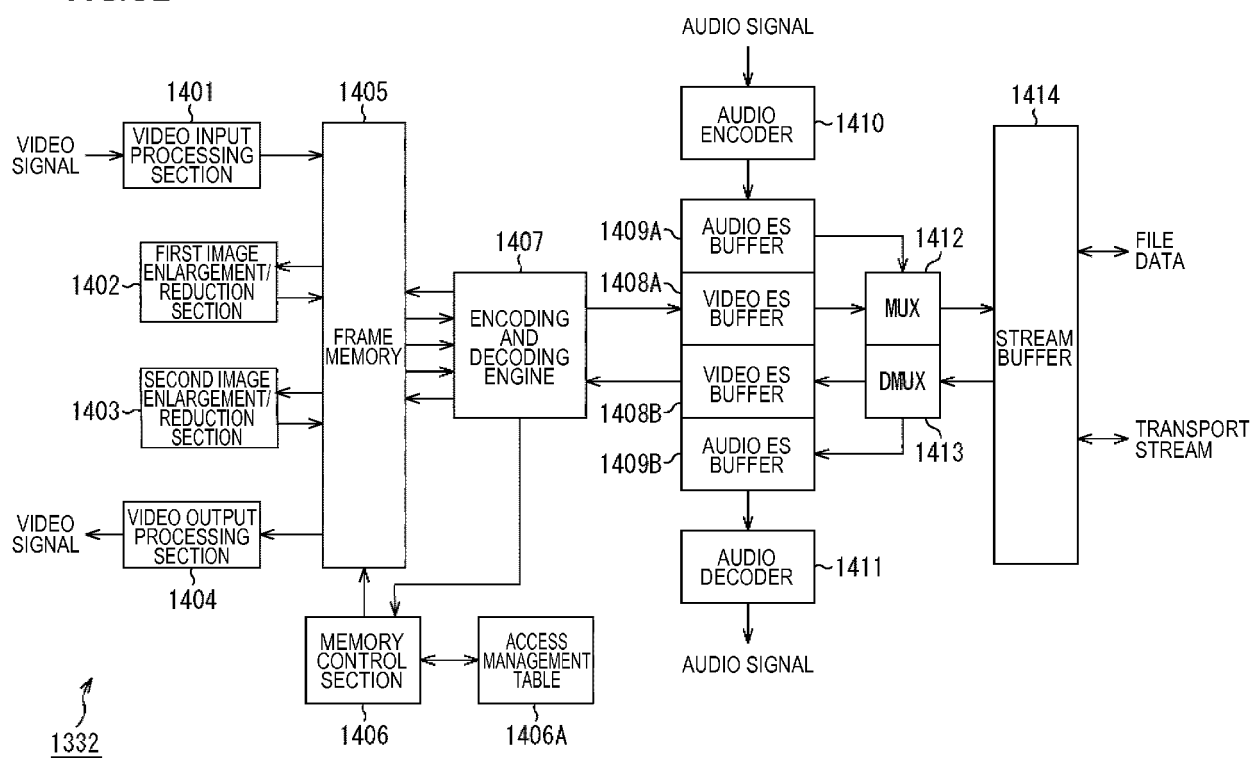 AUDIO SIGNAL
1401
1405
1414
AUDIO
ENCODER
1410
VIDEO
SIGNAL
VIDEO INPUT
PROCESSING
SECTION
1409A
AUDIO ES
BUFFER
1412
FILE
DATA
1402
FIRST IMAGE
ENLARGEMENT/
REDUCTION
SECTION
1407
1408A
VIDEO ES
BUFFER
MUX
FRAME
MEMORY
ENCODING
AND
DECODING
ENGINE
STREAM
BUFFER
1403
SECOND IMAGE
ENLARGEMENT/
REDUCTION
SECTION
VIDEO ES
BUFFER
DMUX
1408B
1413
1409B
AUDIO ES
BUFFER
TRANSPORT
STREAM
VIDEO
SIGNAL
VIDEO OUTPUT
PROCESSING
SECTION
1404
AUDIO
DECODER
1411
MEMORY
CONTROL
SECTION
ACCESS
MANAGEMENT
TABLE
AUDIO SIGNAL
1406
1406A
1332